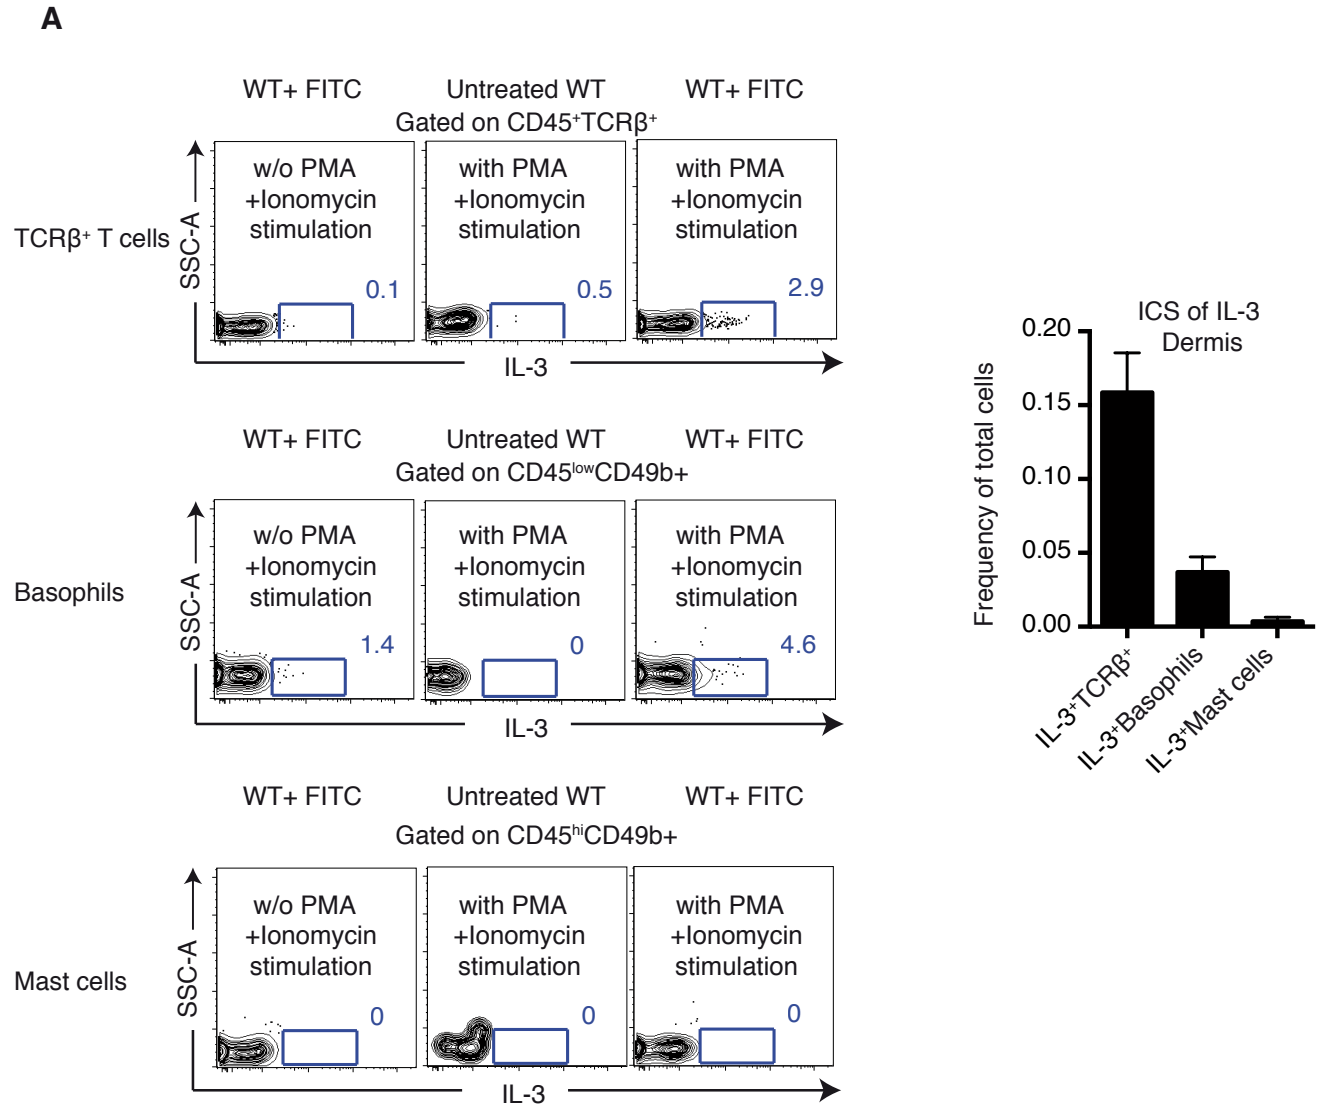 A
WT+ FITC
Untreated WT
WT+ FITC
Gated on CD45⁺TCRβ⁺
w/o PMA
+Ionomycin
stimulation
0.1
with PMA
+Ionomycin
stimulation
0.5
with PMA
+Ionomycin
stimulation
2.9
TCRβ⁺ T cells
SSC-A
IL-3
WT+ FITC
Untreated WT
WT+ FITC
Gated on CD45ˡᵒʷCD49b+
w/o PMA
+Ionomycin
stimulation
1.4
with PMA
+Ionomycin
stimulation
0
with PMA
+Ionomycin
stimulation
4.6
Basophils
SSC-A
IL-3
WT+ FITC
Untreated WT
WT+ FITC
Gated on CD45ʰⁱCD49b+
w/o PMA
+Ionomycin
stimulation
0
with PMA
+Ionomycin
stimulation
0
with PMA
+Ionomycin
stimulation
0
Mast cells
SSC-A
IL-3
ICS of IL-3
Dermis
Frequency of total cells
0.20
0.15
0.10
0.05
0.00
IL-3⁺TCRβ⁺
IL-3⁺Basophils
IL-3⁺Mast cells